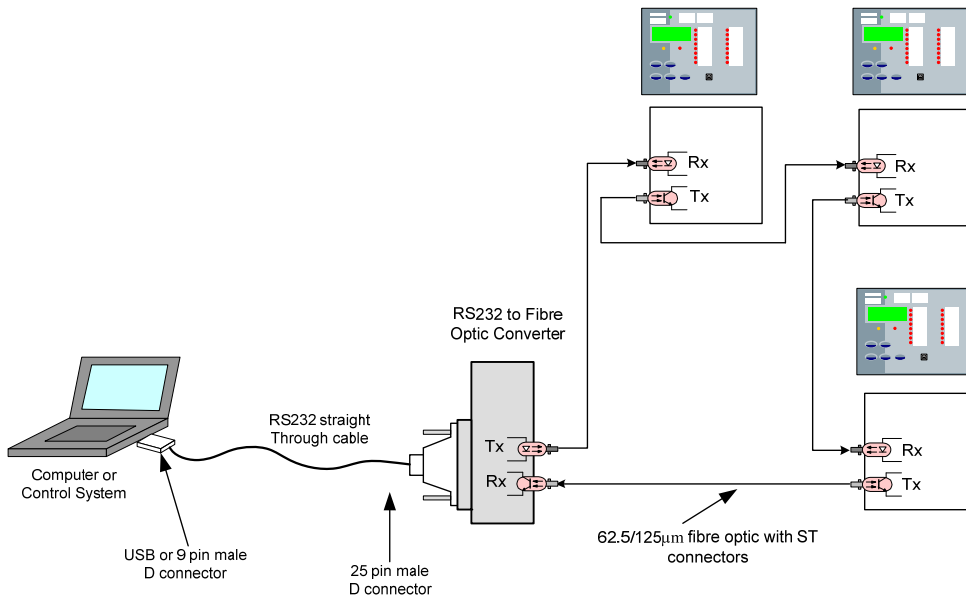 Rx
Tx
Rx
Tx
RS232 to Fibre
Optic Converter
RS232 straight
Through cable
Tx
Rx
Rx
Tx
Computer or
Control System
62.5/125μm fibre optic with ST
connectors
USB or 9 pin male
D connector
25 pin male
D connector